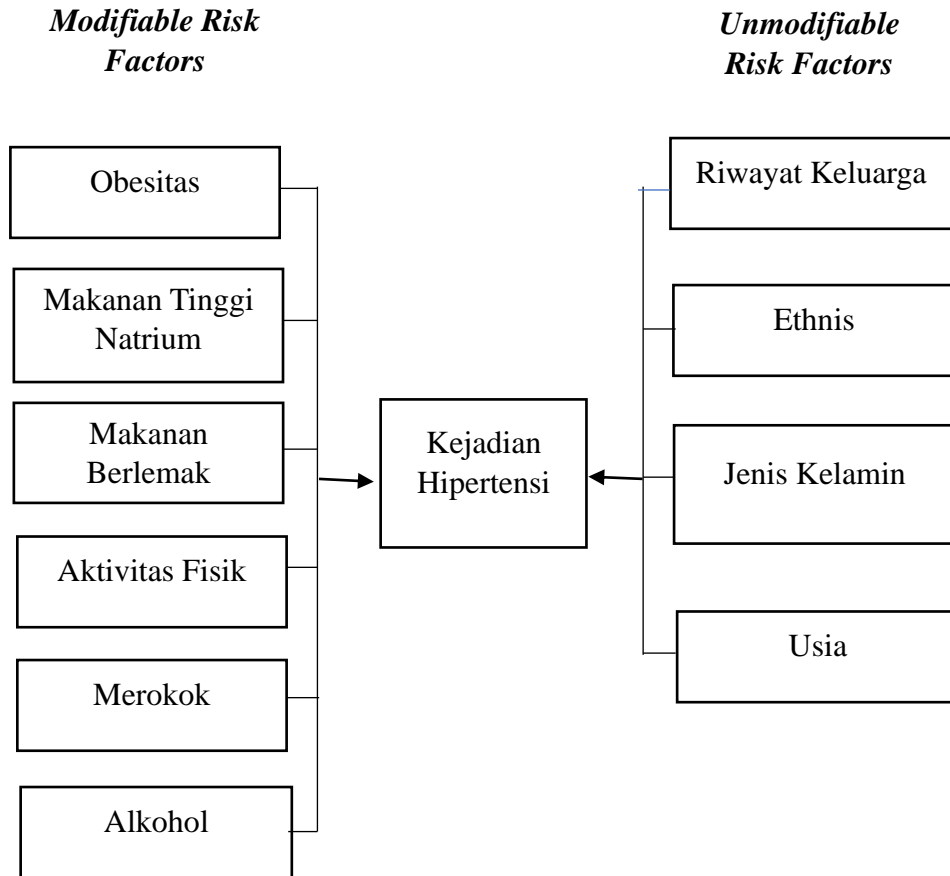 Modifiable Risk
Factors
Unmodifiable
Risk Factors
Obesitas
Makanan Tinggi
Natrium
Makanan
Berlemak
Aktivitas Fisik
Merokok
Alkohol
Kejadian
Hipertensi
Riwayat Keluarga
Ethnis
Jenis Kelamin
Usia